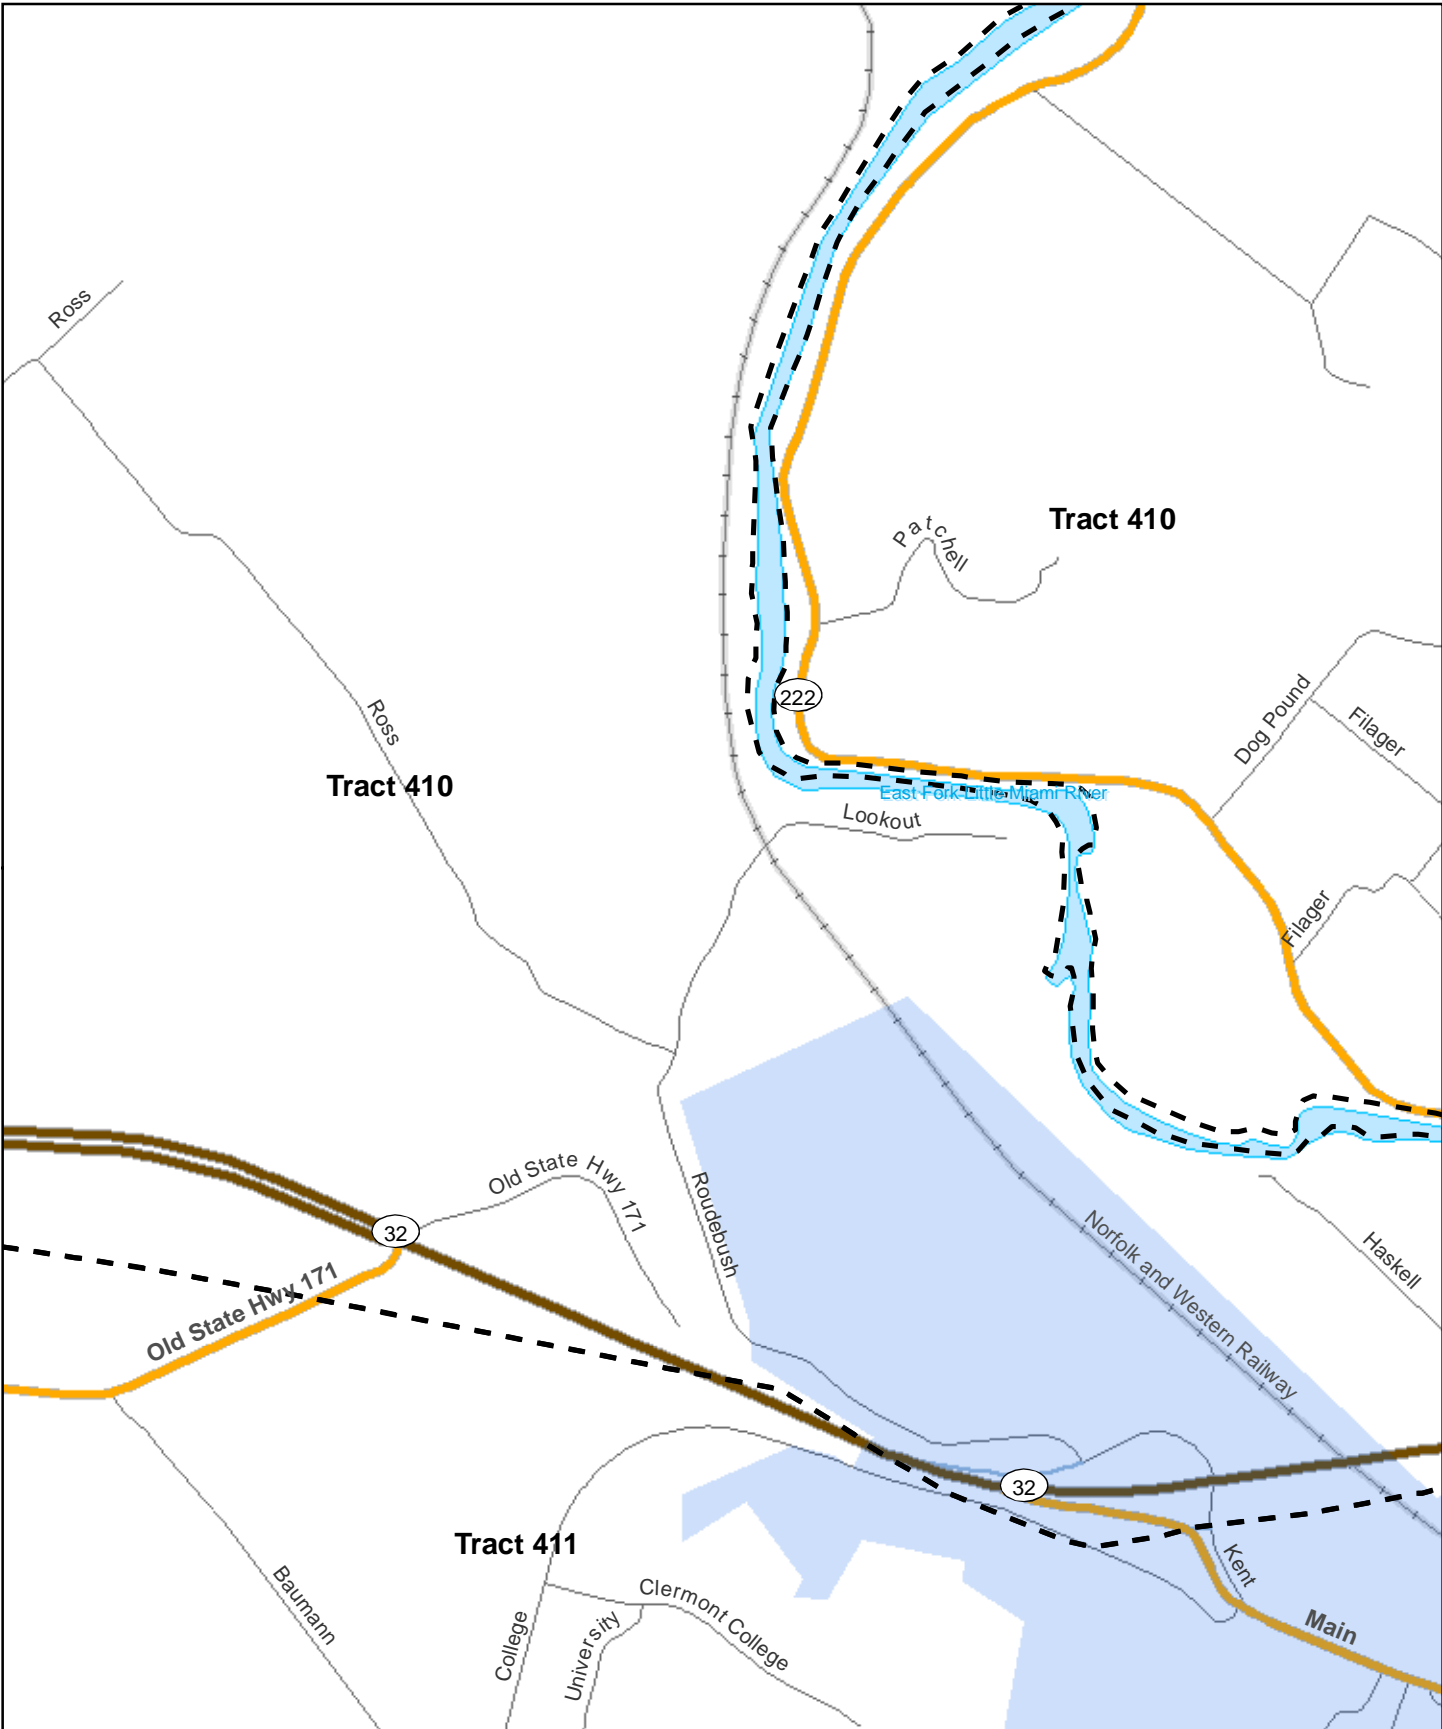 Ross
Patchell
Tract 410
222
Dog Pound
Filager
Ross
Tract 410
East Fork Little Miami River
Lookout
Filager
Old State Hwy 171
Roudebush
32
Norfolk and Western Railway
Haskell
Old State Hwy 171
32
Tract 411
Kent
Baumann
Clermont College
College
University
Main